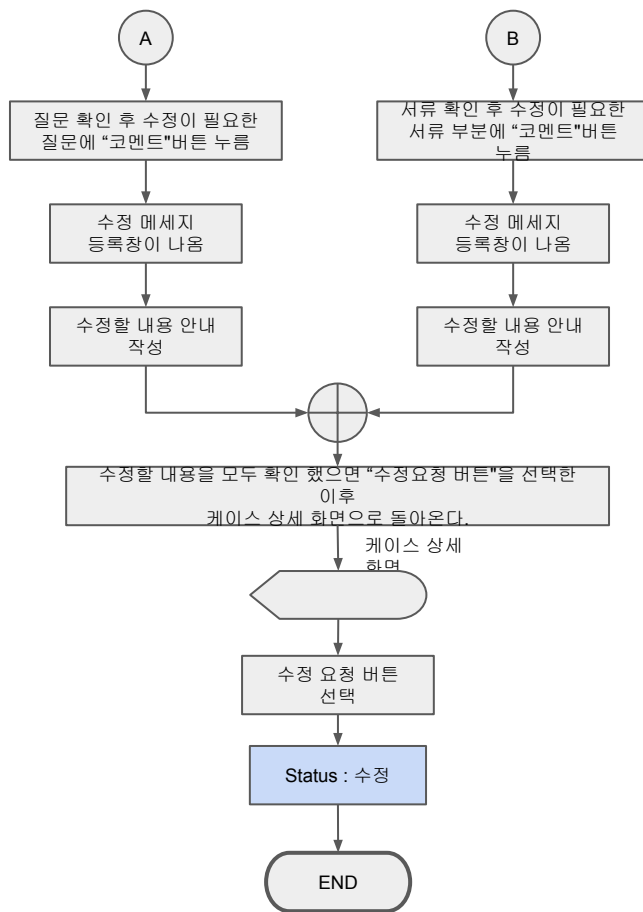 A
B
질문 확인 후 수정이 필요한
질문에 “코멘트"버튼 누름
서류 확인 후 수정이 필요한
서류 부분에 “코멘트"버튼
누름
수정 메세지
등록창이 나옴
수정 메세지
등록창이 나옴
수정할 내용 안내
작성
수정할 내용 안내
작성
수정할 내용을 모두 확인 했으면 “수정요청 버튼"을 선택한
이후
케이스 상세 화면으로 돌아온다.
케이스 상세
화면
수정 요청 버튼
선택
Status : 수정
END